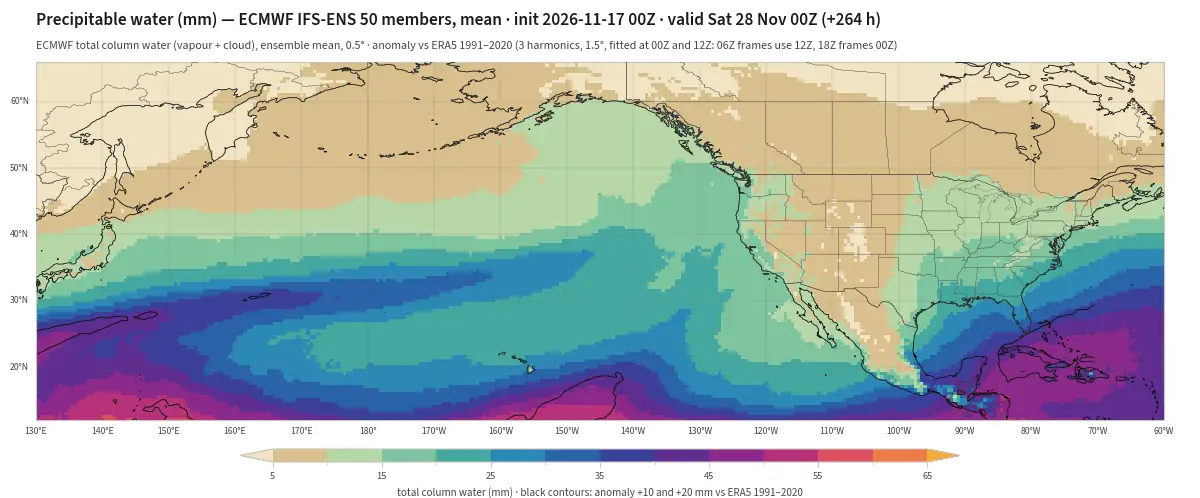 Precipitable water (mm) — ECMWF IFS-ENS 50 members, mean · init 2026-11-17 00Z · valid Sat 28 Nov 00Z (+264 h)
ECMWF total column water (vapour + cloud), ensemble mean, 0.5° · anomaly vs ERA5 1991–2020 (3 harmonics, 1.5°, fitted at 00Z and 12Z: 06Z frames use 12Z, 18Z frames 00Z)
60°N
50°N
40°N
30°N
20°N
130°E 140°E 150°E 160°E 170°E 180° 170°W 160°W 150°W 140°W 130°W 120°W 110°W 100°W 90°W 80°W 70°W 60°W
5 15 25 35 45 55 65
total column water (mm) · black contours: anomaly +10 and +20 mm vs ERA5 1991–2020